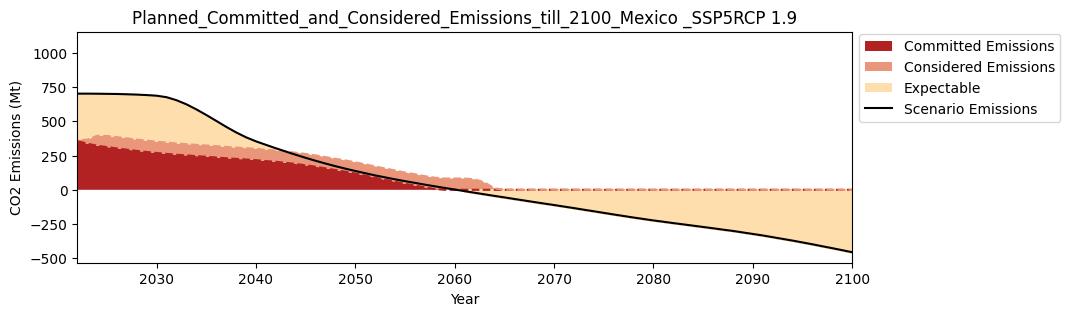 Planned_Committed_and_Considered_Emissions_till_2100_Mexico _SSP5RCP 1.9
Committed Emissions
Considered Emissions
Expectable
Scenario Emissions
CO2 Emissions (Mt)
1000
750
500
250
0
−500
−250
2030 2040 2050 2060 2070 2080 2090 2100
Year